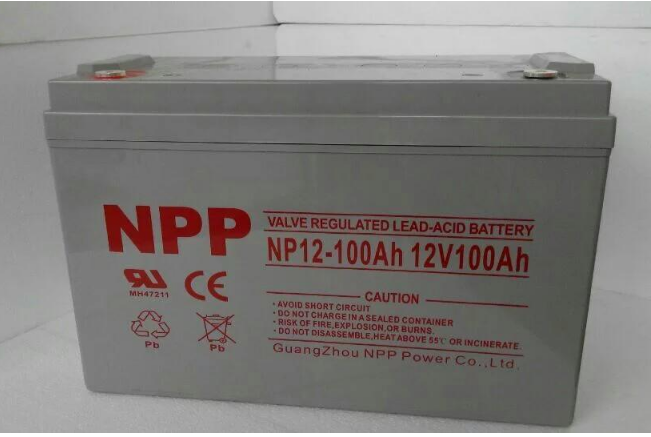 NPP
VALVE REGULATED LEAD-ACID BATTERY
NP12-100Ah 12V100Ah
MH47211
CE
CAUTION
• AVOID SHORT CIRCUIT
• DO NOT CHARGE IN A SEALED CONTAINER
• RISK OF FIRE, EXPLOSION, OR BURNS.
• DO NOT DISASSEMBLE, HEAT ABOVE 55°C OR INCINERATE.
Pb
Pb
GuangZhou NPP Power Co., Ltd.